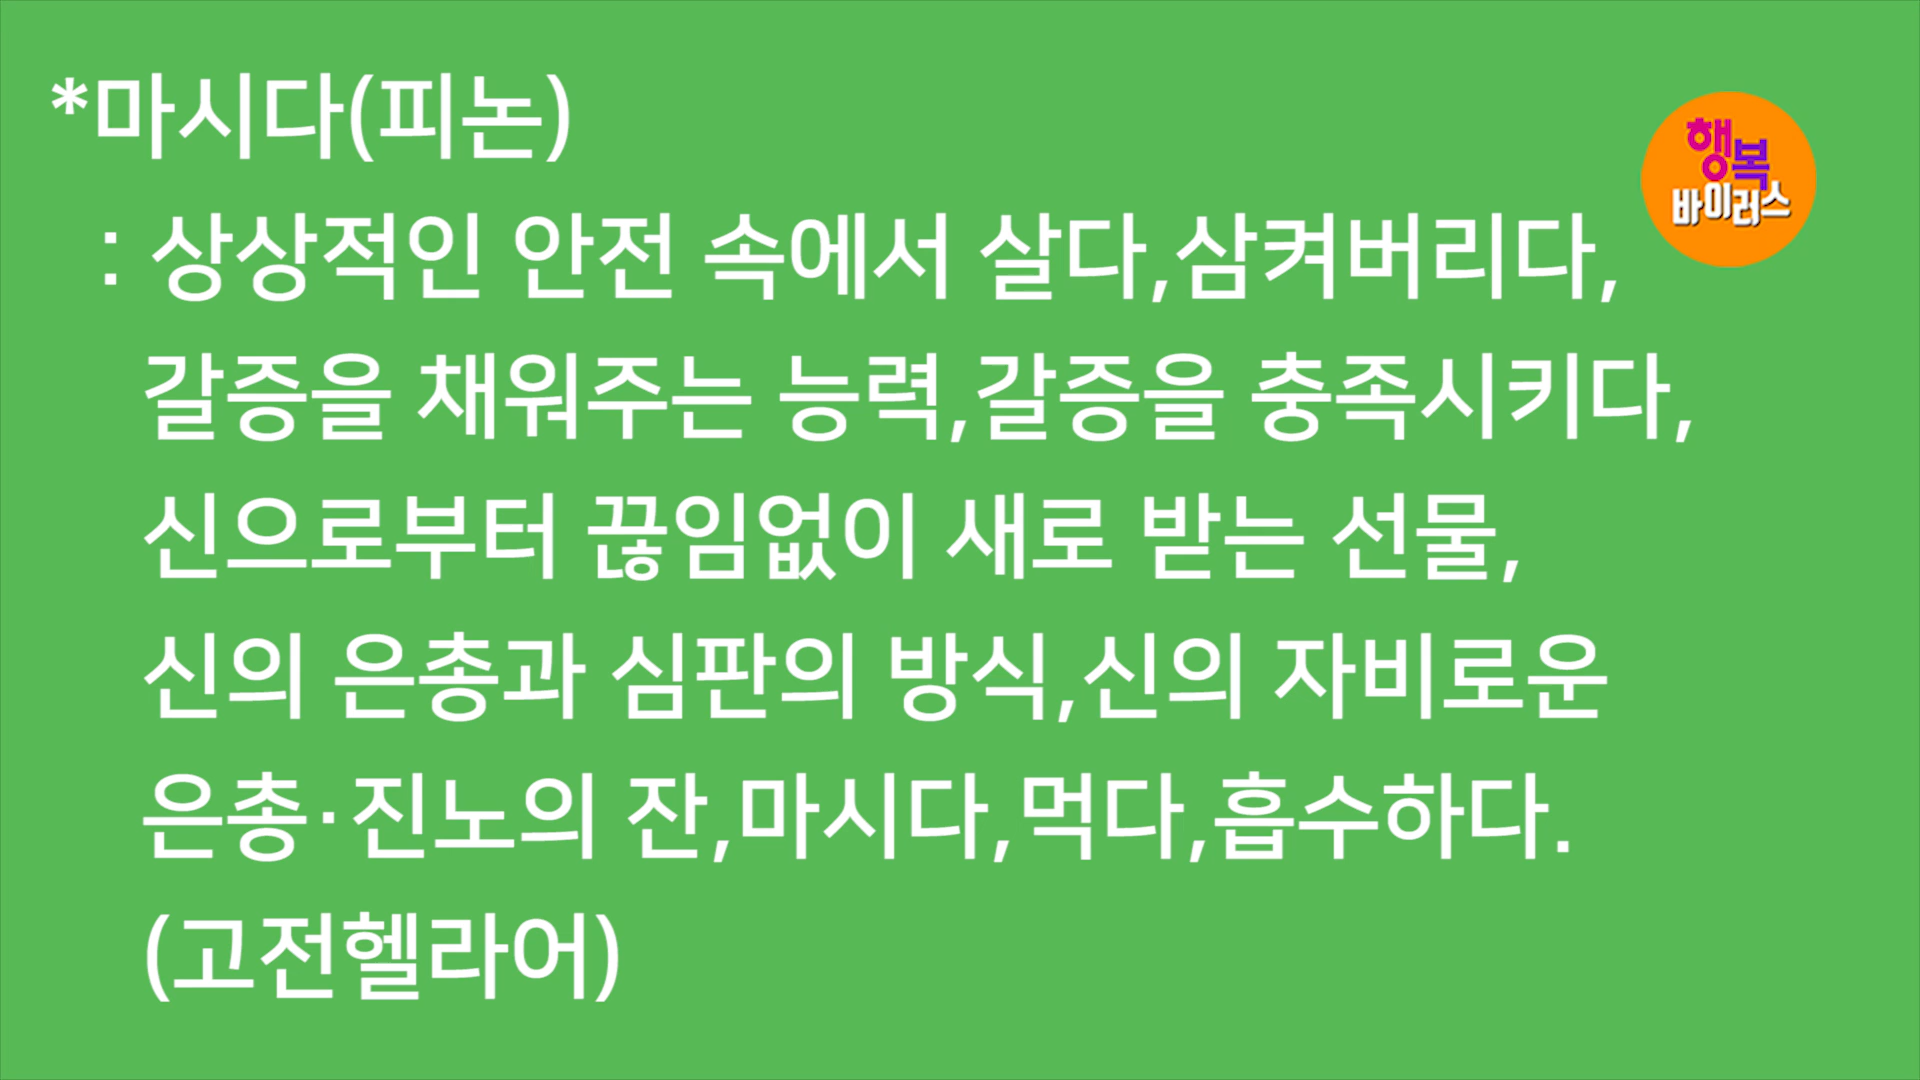 *마시다(피논)
: 상상적인 안전 속에서 살다,삼켜버리다,
갈증을 채워주는 능력,갈증을 충족시키다,
신으로부터 끊임없이 새로 받는 선물,
신의 은총과 심판의 방식,신의 자비로운
은총·진노의 잔,마시다,먹다,흡수하다.
(고전헬라어)
행복
바이러스